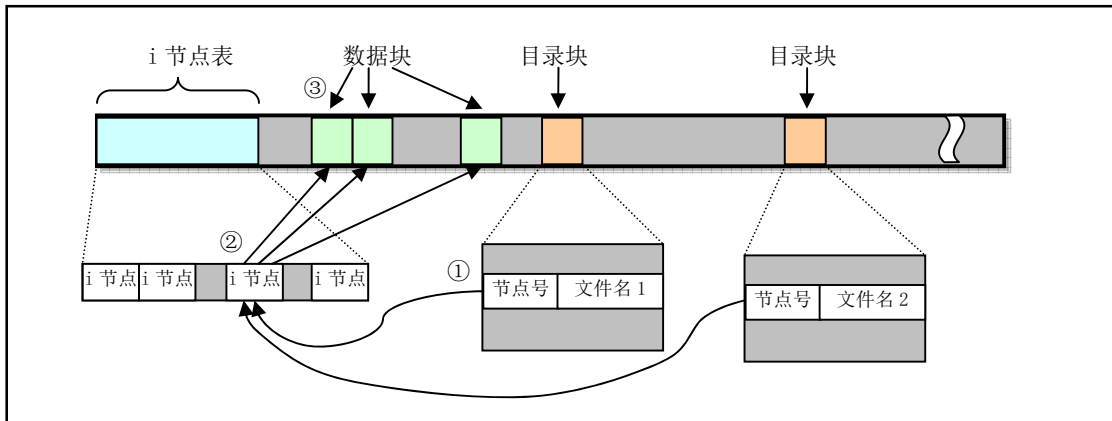 i 节点表
数据块
目录块
目录块
③
②
i 节点
i 节点
i 节点
i 节点
①
节点号
文件名 1
节点号
文件名 2